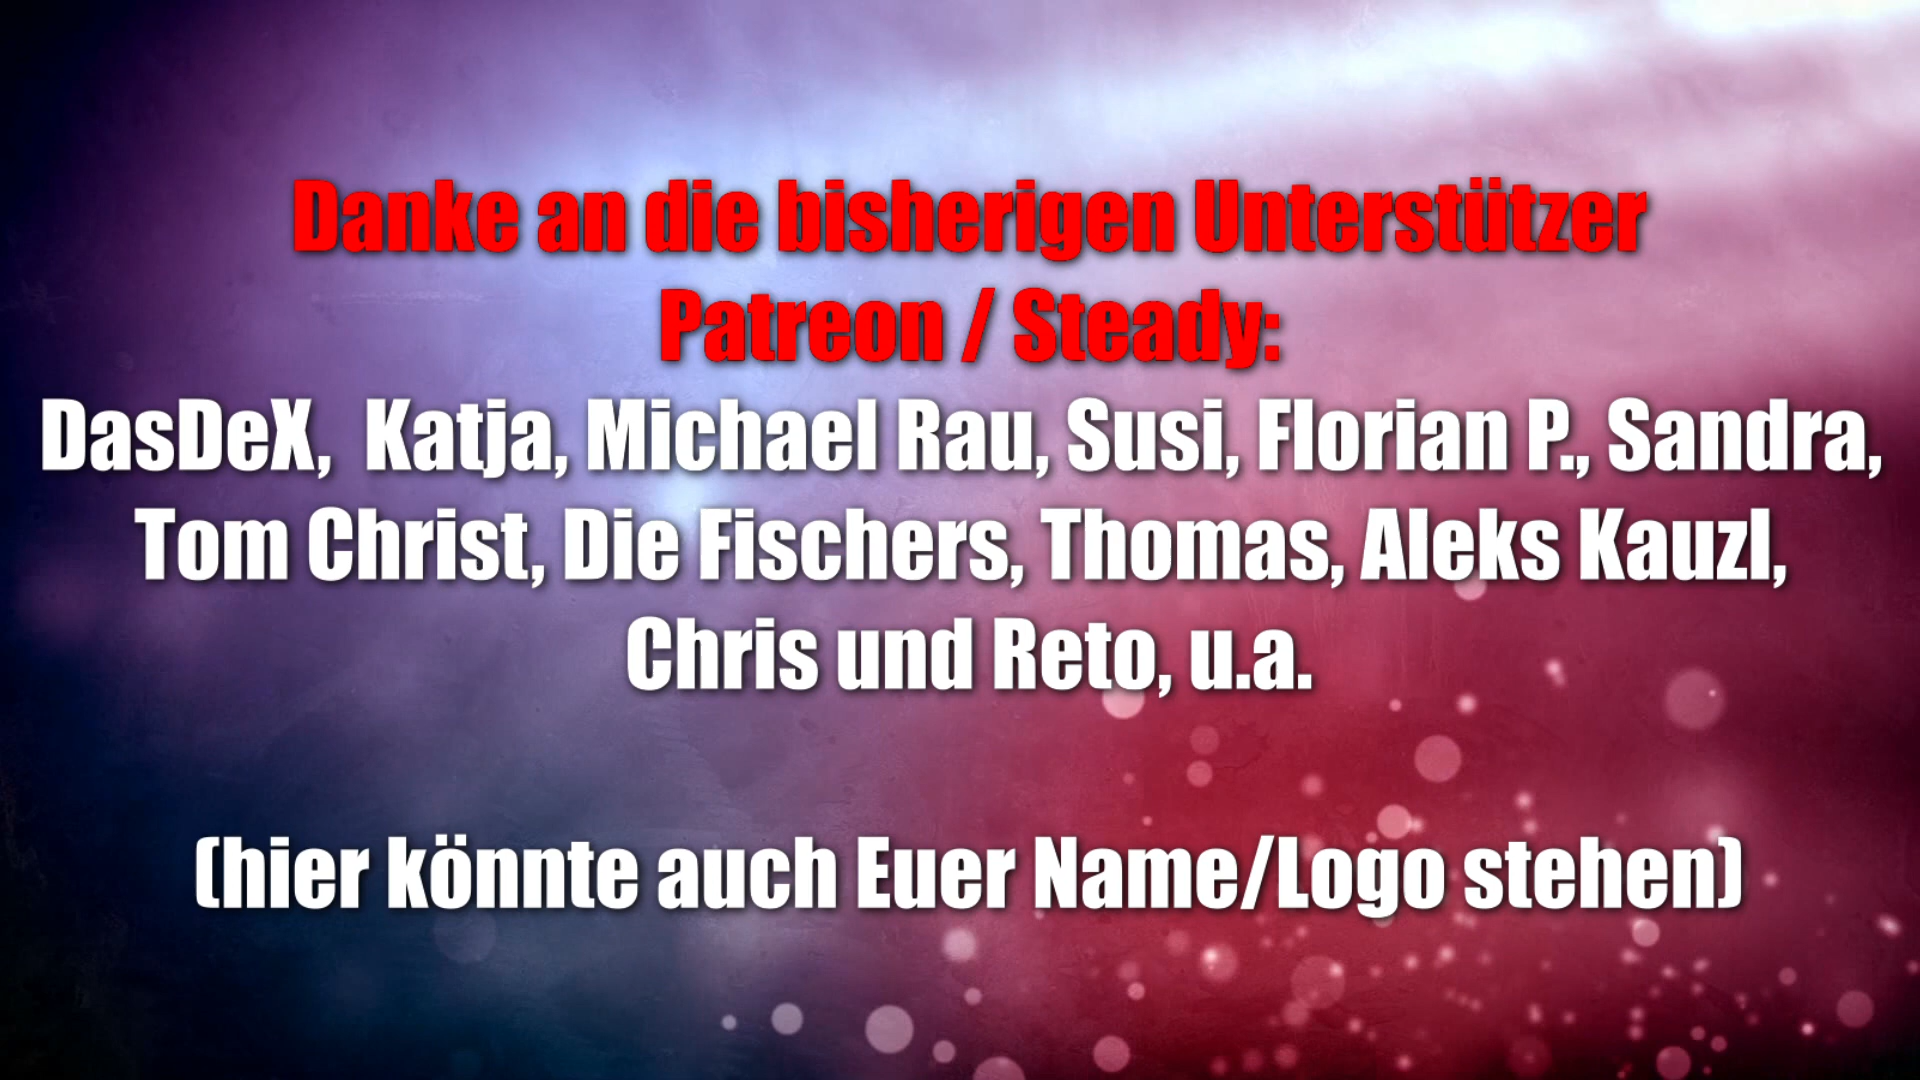 Danke an die bisherigen Unterstützer
Patreon / Steady:
DasDeX,  Katja, Michael Rau, Susi, Florian P., Sandra,
Tom Christ, Die Fischers, Thomas, Aleks Kauzl,
Chris und Reto, u.a.
(hier könnte auch Euer Name/Logo stehen)